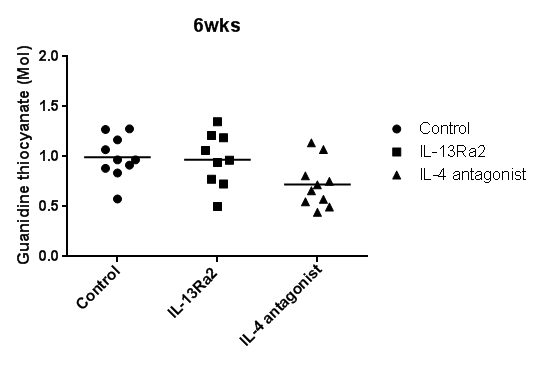 6wks
Guanidine thiocyanate (Mol)
2.0
1.5
1.0
0.5
0.0
Control
IL-13Ra2
IL-4 antagonist
Control
IL-13Ra2
IL-4 antagonist